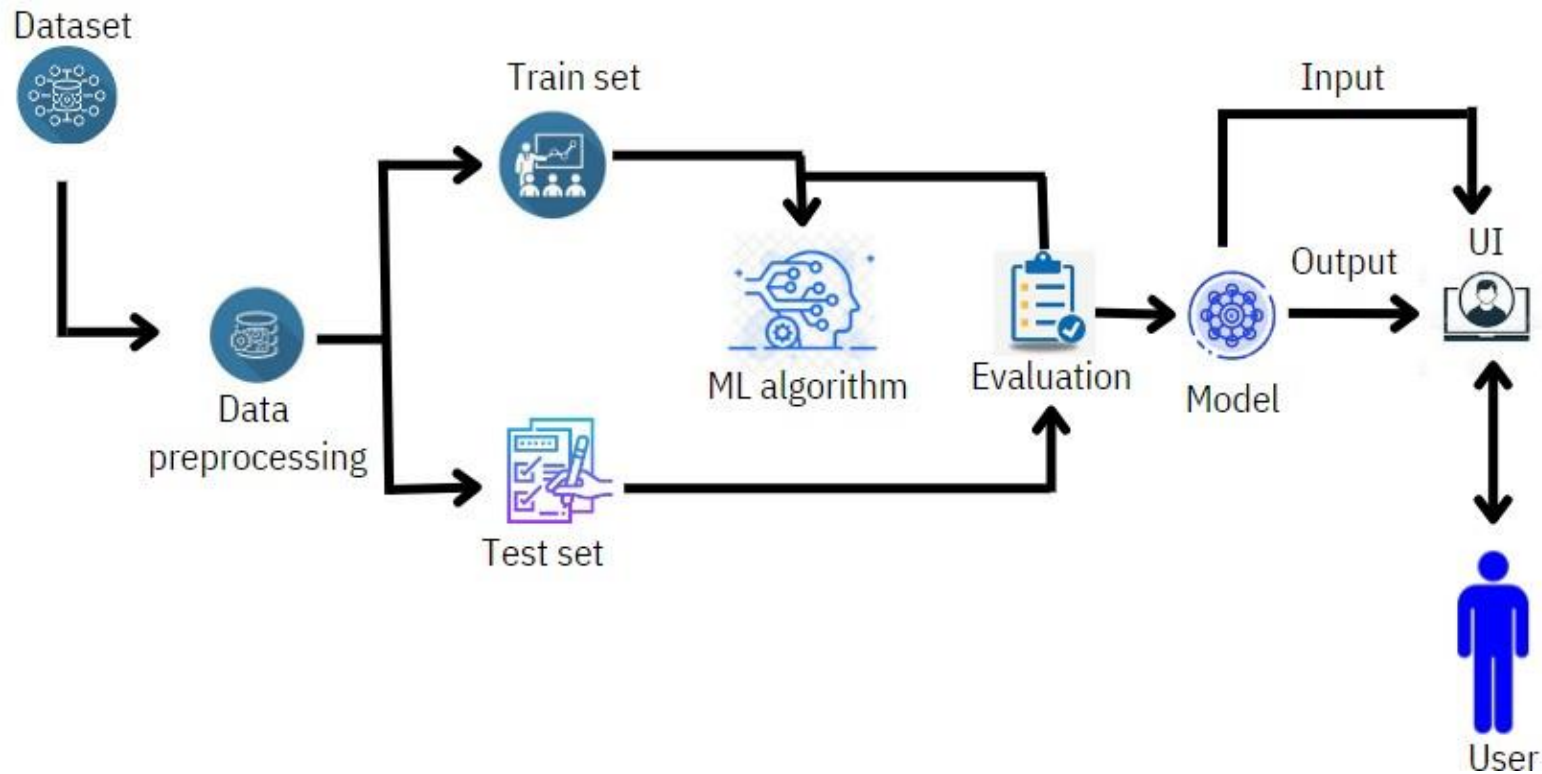 Dataset
Train set
Input
UI
Output
Data
preprocessing
ML algorithm
Evaluation
Model
Test set
User